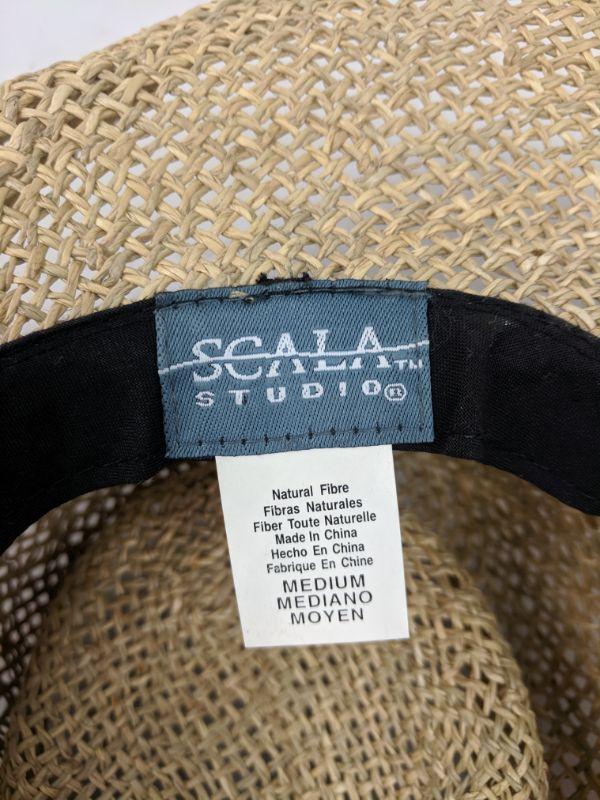 SCALA™
STUDIO®
Natural Fibre
Fibras Naturales
Fiber Toute Naturelle
Made In China
Hecho En China
Fabrique En Chine
MEDIUM
MEDIANO
MOYEN